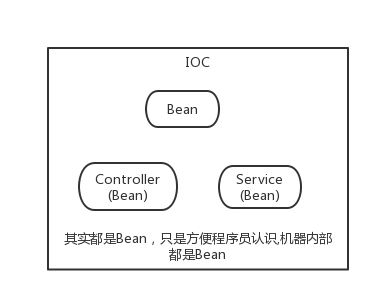 IOC
Bean
Controller
(Bean)
Service
(Bean)
其实都是Bean，只是方便程序员认识,机器内部
都是Bean